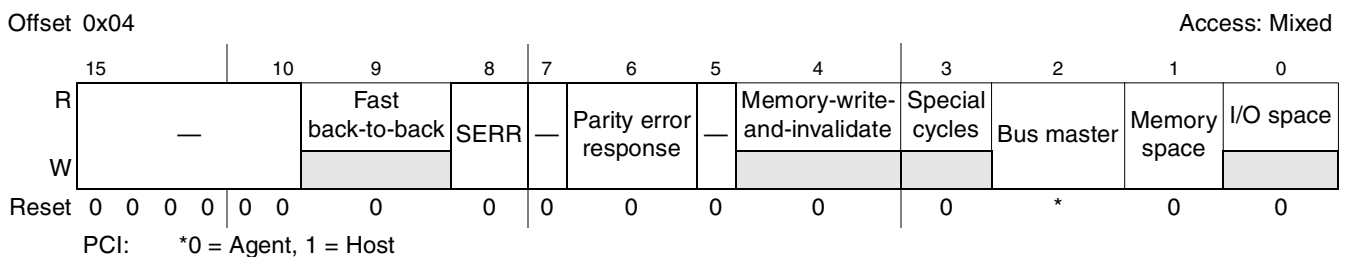 Offset 0x04 Access: Mixed
15 10 9 8 7 6 5 4 3 2 1 0
R — Fast back-to-back SERR — Parity error response — Memory-write-and-invalidate Special cycles Bus master Memory space I/O space
W
Reset 0 0 0 0 0 0 0 0 0 0 0 0 0 * 0 0
PCI: *0 = Agent, 1 = Host